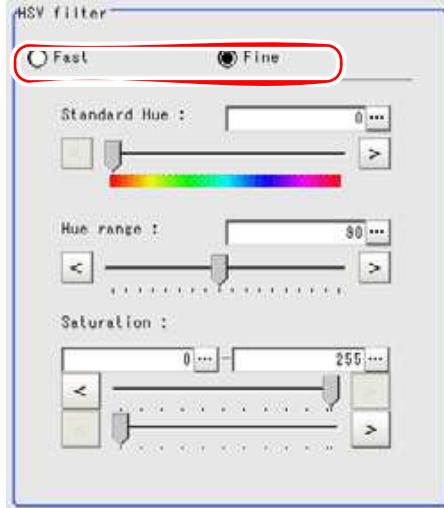 HSV filter
Fast Fine
Standard Hue :
0 ...
< >
Hue range :
90 ...
< >
Saturation :
0 ... - 255 ...
< >
< >